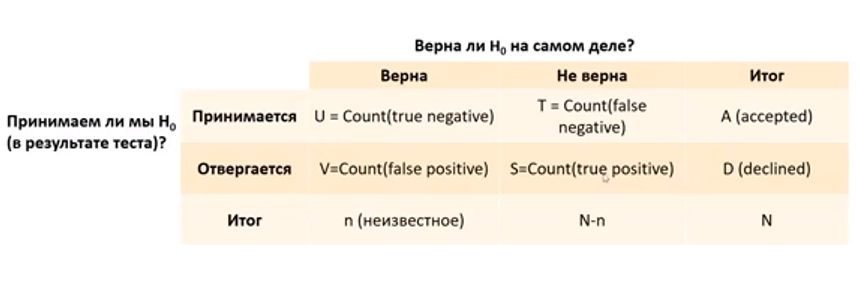 Верна ли H₀ на самом деле?
Верна Не верна Итог
Принимаем ли мы H₀
(в результате теста)?
Принимается U = Count(true negative) T = Count(false
negative) A (accepted)
Отвергается V=Count(false positive) S=Count(true positive) D (declined)
Итог n (неизвестное) N-n N